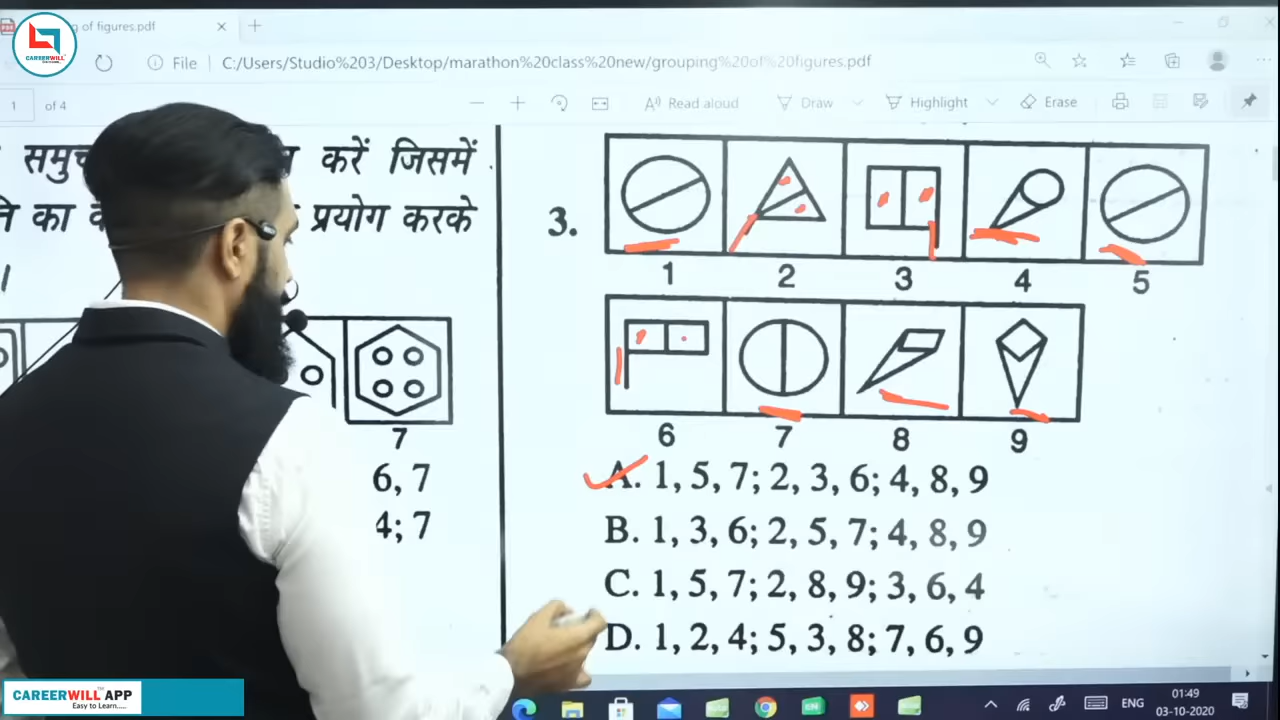 g of figures.pdf
CAREERWILL
File C:/Users/Studio%203/Desktop/marathon%20class%20new/grouping%20of%20figures.pdf
1 of 4
Read aloud
Draw
Highlight
Erase
करें जिसमें
का
प्रयोग करके
7
6, 7
4; 7
3.
1 2 3 4 5
6 7 8 9
A. 1, 5, 7; 2, 3, 6; 4, 8, 9
B. 1, 3, 6; 2, 5, 7; 4, 8, 9
C. 1, 5, 7; 2, 8, 9; 3, 6, 4
D. 1, 2, 4; 5, 3, 8; 7, 6, 9
CAREERWILL APP
Easy to Learn.....
ENG
01:49
03-10-2020